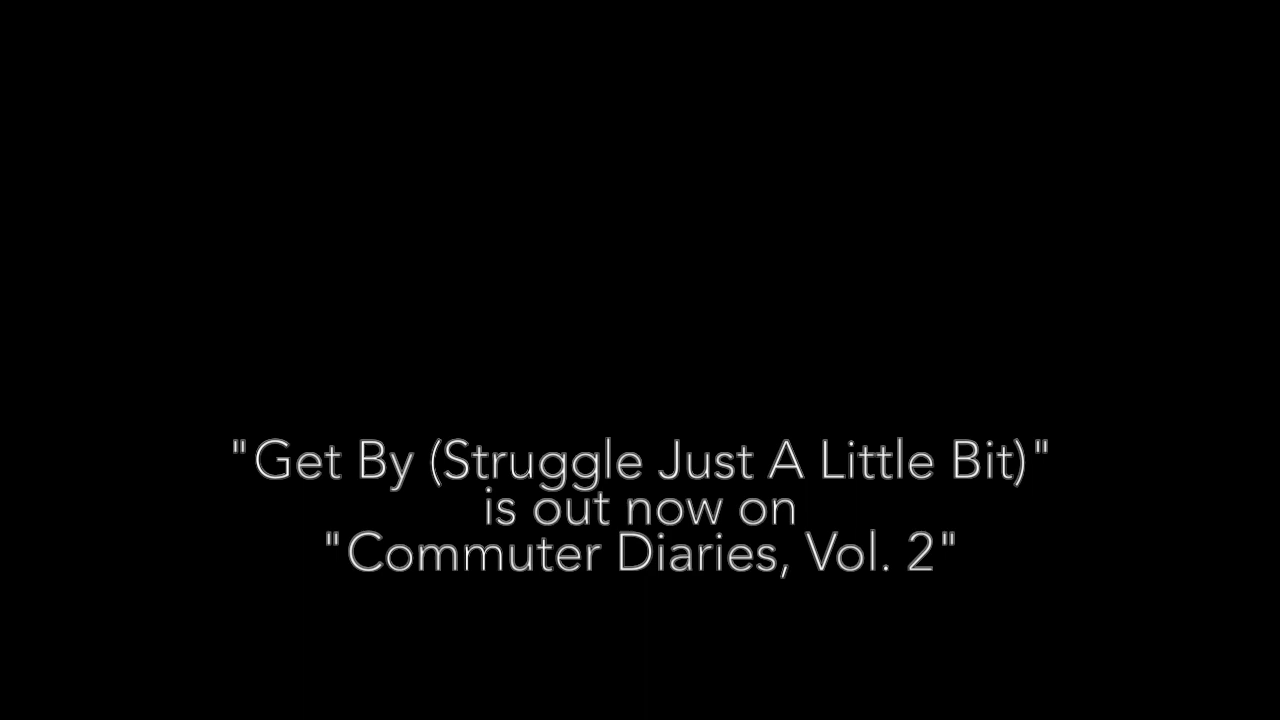 "Get By (Struggle Just A Little Bit)"
is out now on
"Commuter Diaries, Vol. 2"